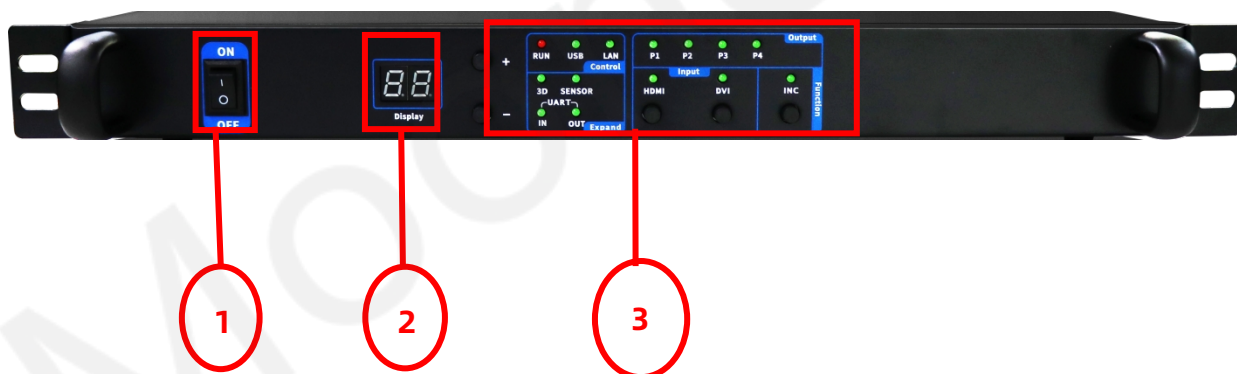 ON
I
O
OFF
88
Display
+
−
RUN USB LAN
Control
3D SENSOR
UART
IN OUT
Expand
Output
P1 P2 P3 P4
Input
HDMI DVI
INC
Function
1
2
3